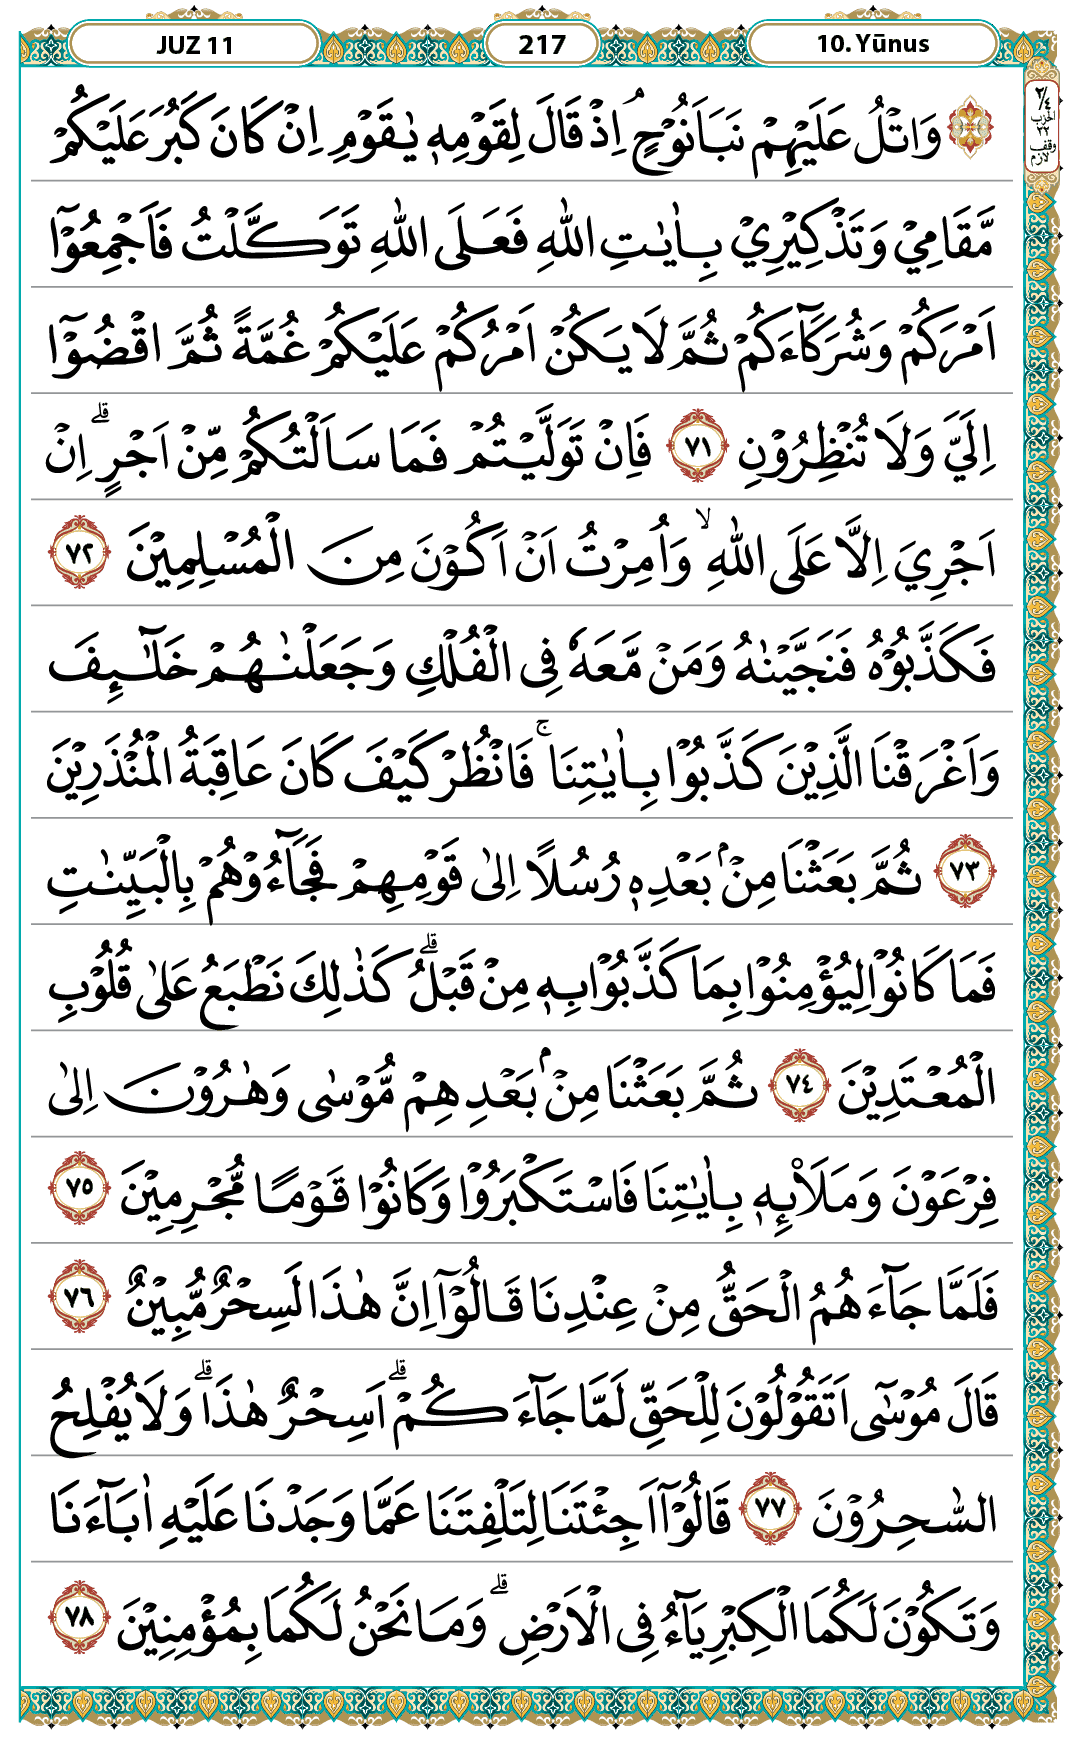 JUZ 11
217
10. Yūnus
٢/٤
الحزب
٢٢
وقف
لازم
وَاتْلُ عَلَيْهِمْ نَبَاَ نُوْحٍۘ اِذْ قَالَ لِقَوْمِهٖ يٰقَوْمِ اِنْ كَانَ كَبُرَ عَلَيْكُمْ
مَّقَامِيْ وَتَذْكِيْرِيْ بِاٰيٰتِ اللّٰهِ فَعَلَى اللّٰهِ تَوَكَّلْتُ فَاَجْمِعُوْٓا
اَمْرَكُمْ وَشُرَكَاۤءَكُمْ ثُمَّ لَا يَكُنْ اَمْرُكُمْ عَلَيْكُمْ غُمَّةً ثُمَّ اقْضُوْٓا
اِلَيَّ وَلَا تُنْظِرُوْنِ ٧١ فَاِنْ تَوَلَّيْتُمْ فَمَا سَاَلْتُكُمْ مِّنْ اَجْرٍۗ اِنْ
اَجْرِيَ اِلَّا عَلَى اللّٰهِ ۙوَاُمِرْتُ اَنْ اَكُوْنَ مِنَ الْمُسْلِمِيْنَ ٧٢
فَكَذَّبُوْهُ فَنَجَّيْنٰهُ وَمَنْ مَّعَهٗ فِى الْفُلْكِ وَجَعَلْنٰهُمْ خَلٰۤىِٕفَ
وَاَغْرَقْنَا الَّذِيْنَ كَذَّبُوْا بِاٰيٰتِنَاۚ فَانْظُرْ كَيْفَ كَانَ عَاقِبَةُ الْمُنْذَرِيْنَ
٧٣ ثُمَّ بَعَثْنَا مِنْۢ بَعْدِهٖ رُسُلًا اِلٰى قَوْمِهِمْ فَجَاۤءُوْهُمْ بِالْبَيِّنٰتِ
فَمَا كَانُوْا لِيُؤْمِنُوْا بِمَا كَذَّبُوْا بِهٖ مِنْ قَبْلُ ۗ كَذٰلِكَ نَطْبَعُ عَلٰى قُلُوْبِ
الْمُعْتَدِيْنَ ٧٤ ثُمَّ بَعَثْنَا مِنْۢ بَعْدِهِمْ مُّوْسٰى وَهٰرُوْنَ اِلٰى
فِرْعَوْنَ وَمَلَا۟ىِٕهٖ بِاٰيٰتِنَا فَاسْتَكْبَرُوْا وَكَانُوْا قَوْمًا مُّجْرِمِيْنَ ٧٥
فَلَمَّا جَاۤءَهُمُ الْحَقُّ مِنْ عِنْدِنَا قَالُوْٓا اِنَّ هٰذَا لَسِحْرٌ مُّبِيْنٌ ٧٦
قَالَ مُوْسٰٓى اَتَقُوْلُوْنَ لِلْحَقِّ لَمَّا جَاۤءَكُمْ ۗ اَسِحْرٌ هٰذَاۗ وَلَا يُفْلِحُ
السّٰحِرُوْنَ ٧٧ قَالُوْٓا اَجِئْتَنَا لِتَلْفِتَنَا عَمَّا وَجَدْنَا عَلَيْهِ اٰبَاۤءَنَا
وَتَكُوْنَ لَكُمَا الْكِبْرِيَاۤءُ فِى الْاَرْضِۗ وَمَا نَحْنُ لَكُمَا بِمُؤْمِنِيْنَ ٧٨